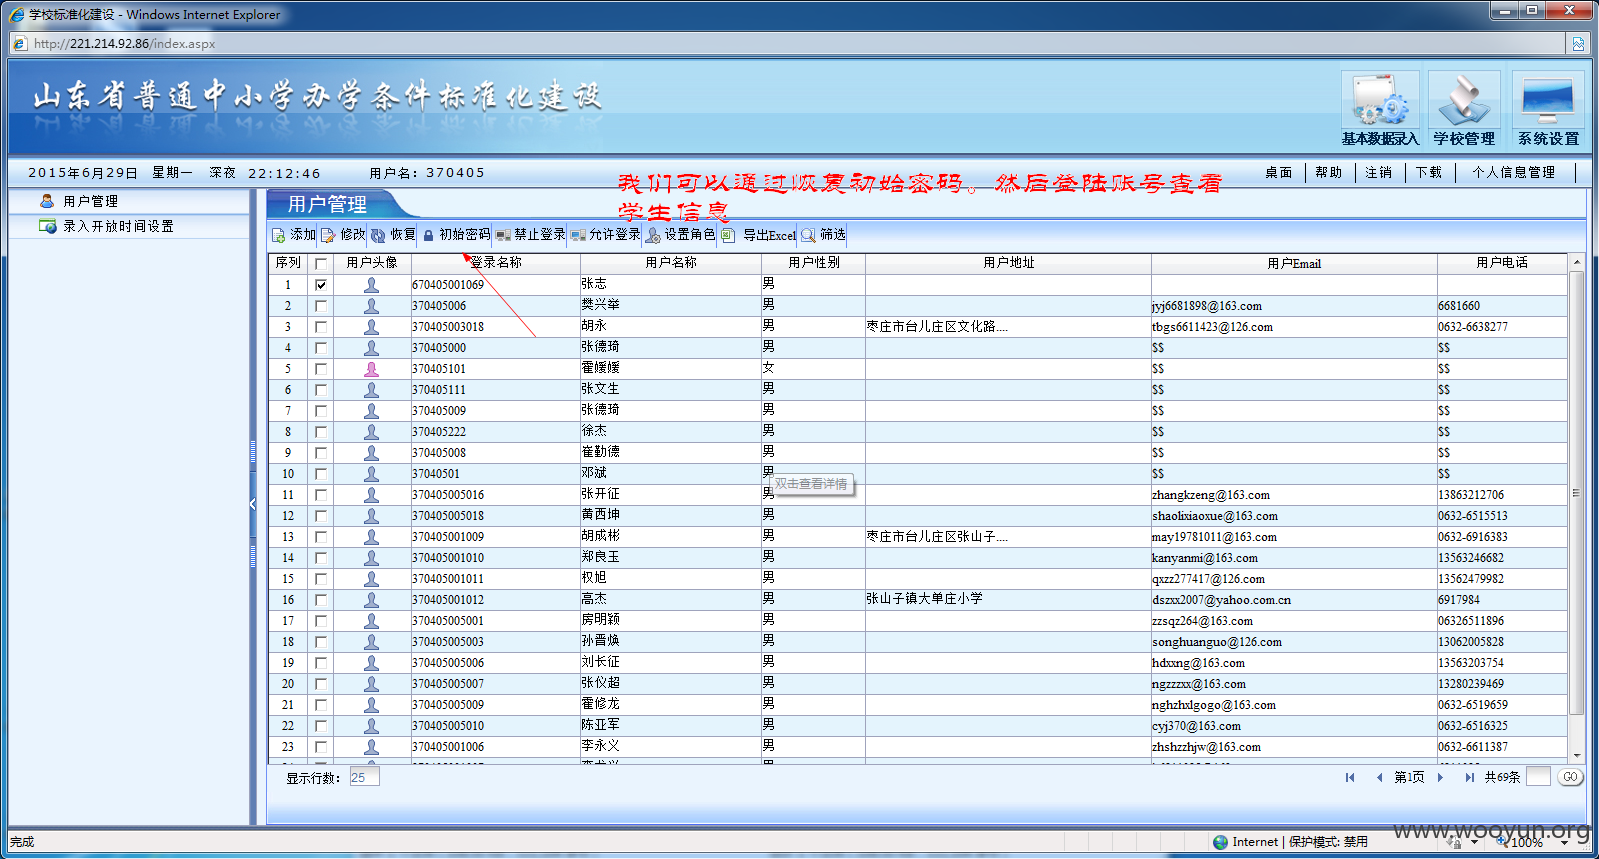 学校标准化建设 - Windows Internet Explorer
http://221.214.92.86/index.aspx
山东省普通中小学办学条件标准化建设
基本数据录入 学校管理 系统设置
2015年6月29日 星期一 深夜 22:12:46 用户名: 370405
桌面 帮助 注销 下载 个人信息管理
我们可以通过恢复初始密码。然后登陆账号查看
学生信息
用户管理
录入开放时间设置
用户管理
添加 修改 恢复 初始密码 禁止登录 允许登录 设置角色 导出Excel 筛选
序列 用户头像 登录名称 用户名称 用户性别 用户地址 用户Email 用户电话
1 670405001069 张志 男
2 370405006 樊兴举 男 jyj6681898@163.com 6681660
3 370405003018 胡永 男 枣庄市台儿庄区文化路.... tbgs6611423@126.com 0632-6638277
4 370405000 张德琦 男 $$ $$
5 370405101 霍媛媛 女 $$ $$
6 370405111 张文生 男 $$ $$
7 370405009 张德琦 男 $$ $$
8 370405222 徐杰 男 $$ $$
9 370405008 崔勤德 男 $$ $$
10 37040501 邓斌 男 $$ $$
双击查看详情
11 370405005016 张开征 男 zhangkzeng@163.com 13863212706
12 370405005018 黄西坤 男 shaolixiaoxue@163.com 0632-6515513
13 370405001009 胡成彬 男 枣庄市台儿庄区张山子.... may19781011@163.com 0632-6916383
14 370405001010 郑良玉 男 kanyanmi@163.com 13563246682
15 370405001011 权旭 男 qxzz277417@126.com 13562479982
16 370405001012 高杰 男 张山子镇大单庄小学 dszxx2007@yahoo.com.cn 6917984
17 370405005001 房明颖 男 zzsqz264@163.com 06326511896
18 370405005003 孙晋焕 男 songhuanguo@126.com 13062005828
19 370405005006 刘长征 男 hdxxng@163.com 13563203754
20 370405005007 张仪超 男 ngzzzxx@163.com 13280239469
21 370405005009 霍修龙 男 nghzhxlgogo@163.com 0632-6519659
22 370405005010 陈亚军 男 cyj370@163.com 0632-6516325
23 370405001006 李永义 男 zhshzzhjw@163.com 0632-6611387
显示行数: 25
第1页 共69条 GO
www.wooyun.org
完成 Internet | 保护模式: 禁用 100%